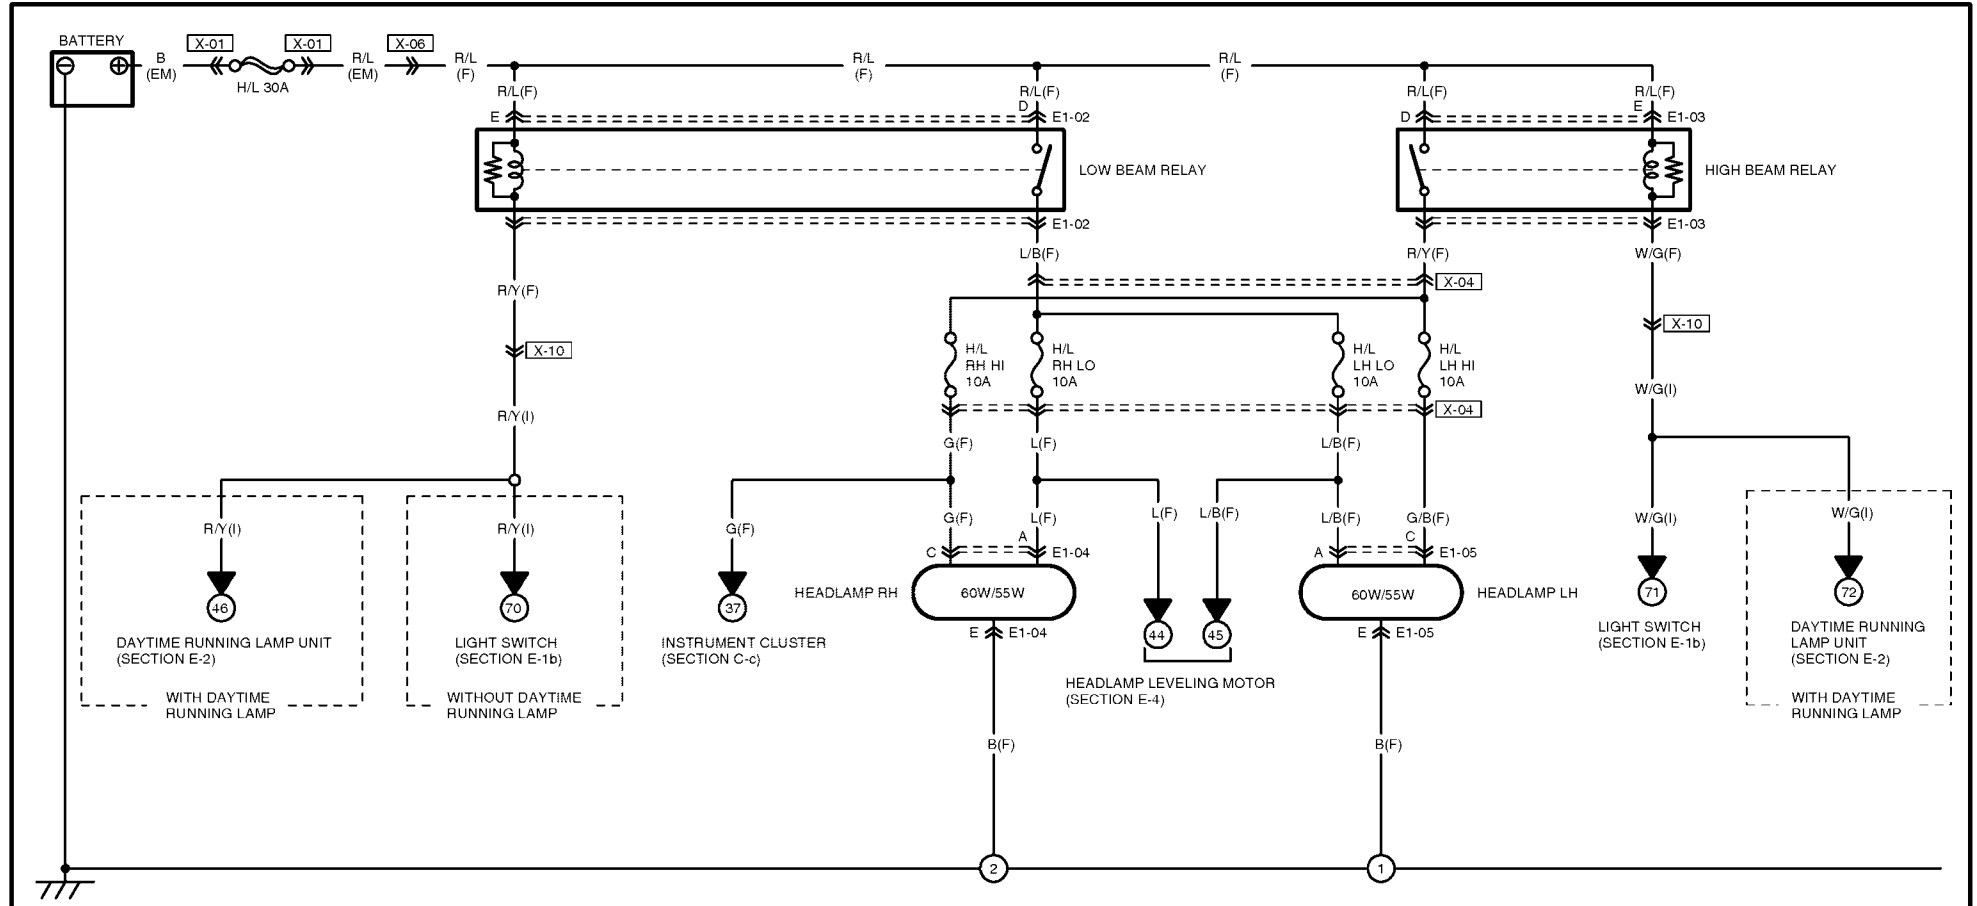 BATTERY
B
(EM)
X-01
X-01
H/L 30A
R/L
(EM)
X-06
R/L
(F)
R/L
(F)
R/L
(F)
R/L(F)
R/L(F)
R/L(F)
R/L(F)
E
D
E1-02
D
E
E1-03
LOW BEAM RELAY
HIGH BEAM RELAY
E1-02
E1-03
L/B(F)
R/Y(F)
W/G(F)
R/Y(F)
X-04
X-10
X-10
H/L
RH HI
10A
H/L
RH LO
10A
H/L
LH LO
10A
H/L
LH HI
10A
W/G(I)
X-04
R/Y(I)
G(F)
L(F)
L/B(F)
R/Y(I)
R/Y(I)
G(F)
G(F)
L(F)
L(F)
L/B(F)
L/B(F)
G/B(F)
W/G(I)
W/G(I)
C
A
E1-04
A
C
E1-05
HEADLAMP RH
60W/55W
60W/55W
HEADLAMP LH
46
70
37
44
45
71
72
E
E1-04
E
E1-05
DAYTIME RUNNING LAMP UNIT
(SECTION E-2)
LIGHT SWITCH
(SECTION E-1b)
INSTRUMENT CLUSTER
(SECTION C-c)
HEADLAMP LEVELING MOTOR
(SECTION E-4)
LIGHT SWITCH
(SECTION E-1b)
DAYTIME RUNNING
LAMP UNIT
(SECTION E-2)
WITH DAYTIME
RUNNING LAMP
WITHOUT DAYTIME
RUNNING LAMP
WITH DAYTIME
RUNNING LAMP
B(F)
B(F)
2
1